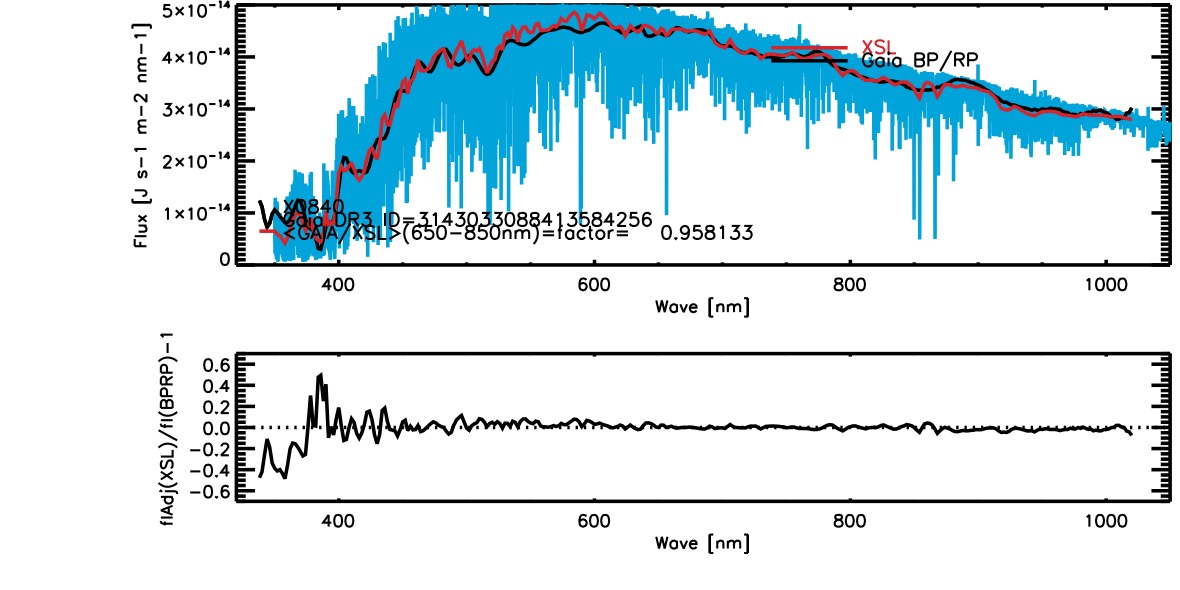 5×10−14
4×10−14
3×10−14
2×10−14
1×10−14
0
Flux [J s−1 m−2 nm−1]
XSL
Gaia BP/RP
X0840
Gaia DR3 ID=3143033088413584256
<GAIA/XSL>(650−850nm)=factor= 0.958133
400 600 800 1000
Wave [nm]
flAdj(XSL)/fl(BPRP)−1
0.6
0.4
0.2
0.0
−0.2
−0.4
−0.6
400 600 800 1000
Wave [nm]